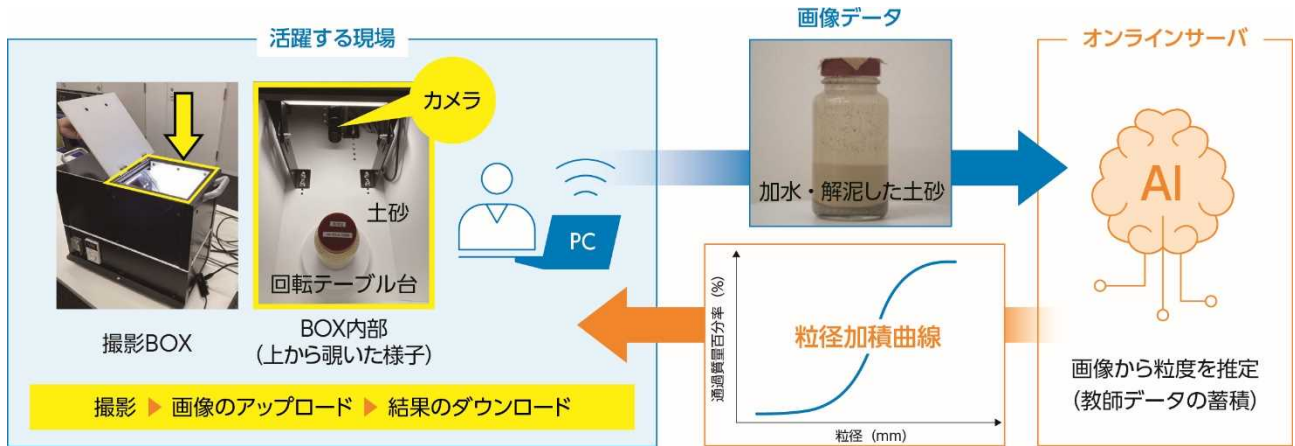 活躍する現場
カメラ
土砂
回転テーブル台
撮影BOX
BOX内部
(上から覗いた様子)
PC
撮影 ▶ 画像のアップロード ▶ 結果のダウンロード
画像データ
加水・解泥した土砂
通過質量百分率 (%)
粒径加積曲線
粒径 (mm)
オンラインサーバ
AI
画像から粒度を推定
(教師データの蓄積)